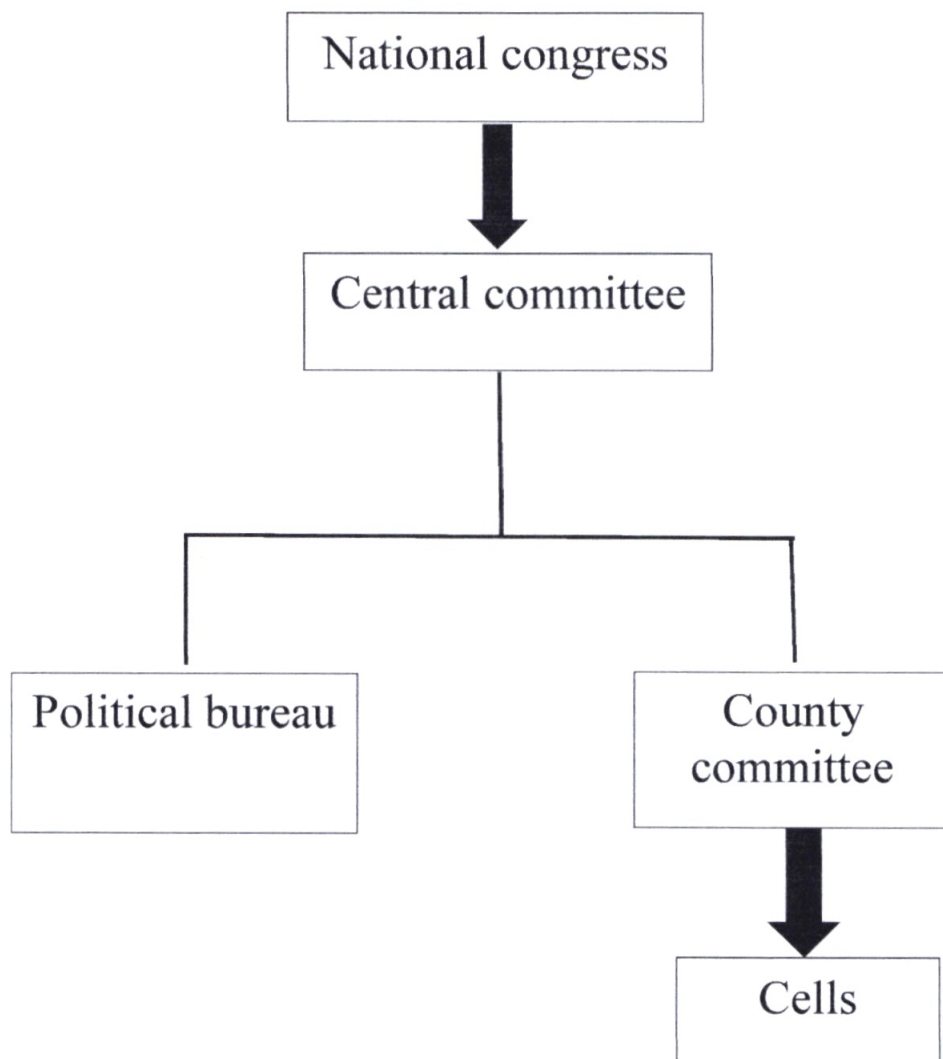 National congress
Central committee
Political bureau
County
committee
Cells